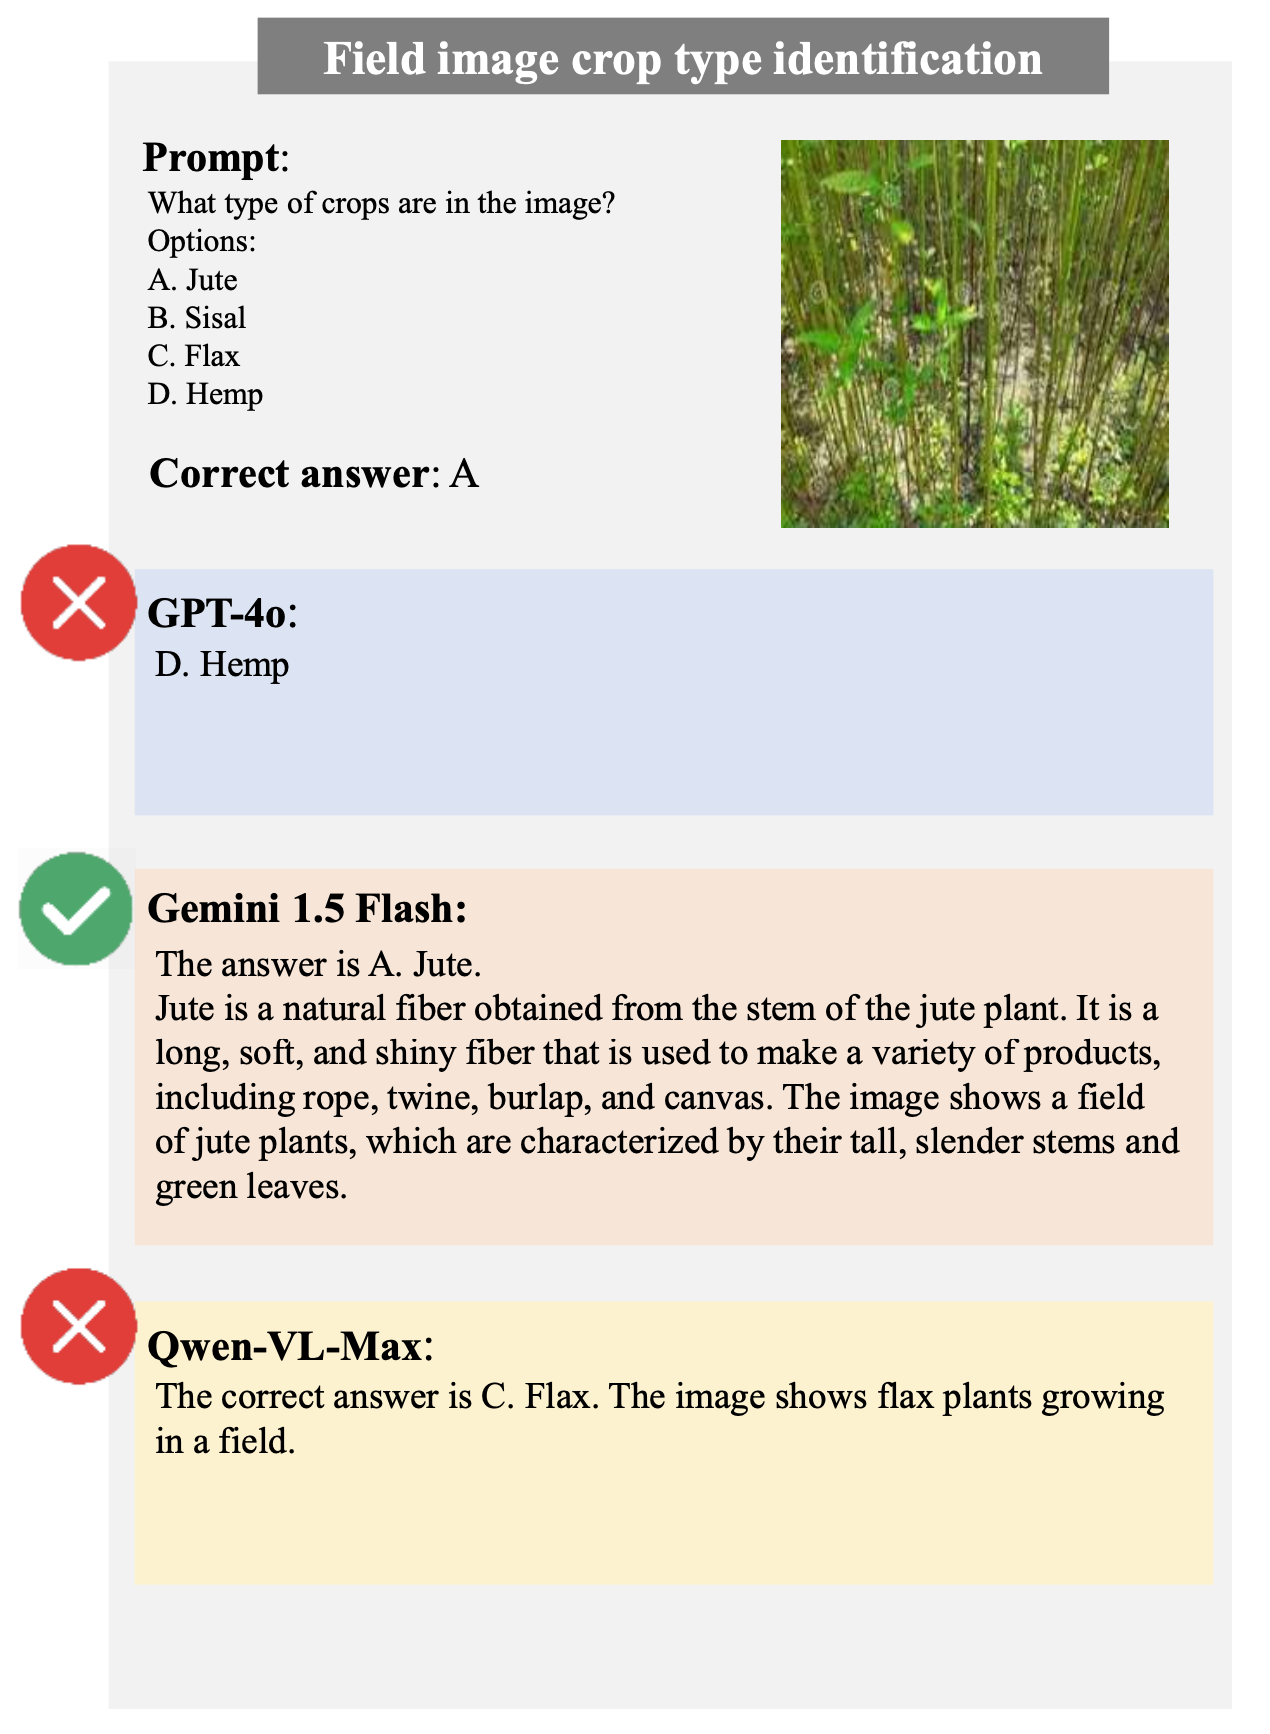 Field image crop type identification
Prompt:
What type of crops are in the image?
Options:
A. Jute
B. Sisal
C. Flax
D. Hemp
Correct answer: A
GPT-4o:
D. Hemp
Gemini 1.5 Flash:
The answer is A. Jute.
Jute is a natural fiber obtained from the stem of the jute plant. It is a
long, soft, and shiny fiber that is used to make a variety of products,
including rope, twine, burlap, and canvas. The image shows a field
of jute plants, which are characterized by their tall, slender stems and
green leaves.
Qwen-VL-Max:
The correct answer is C. Flax. The image shows flax plants growing
in a field.